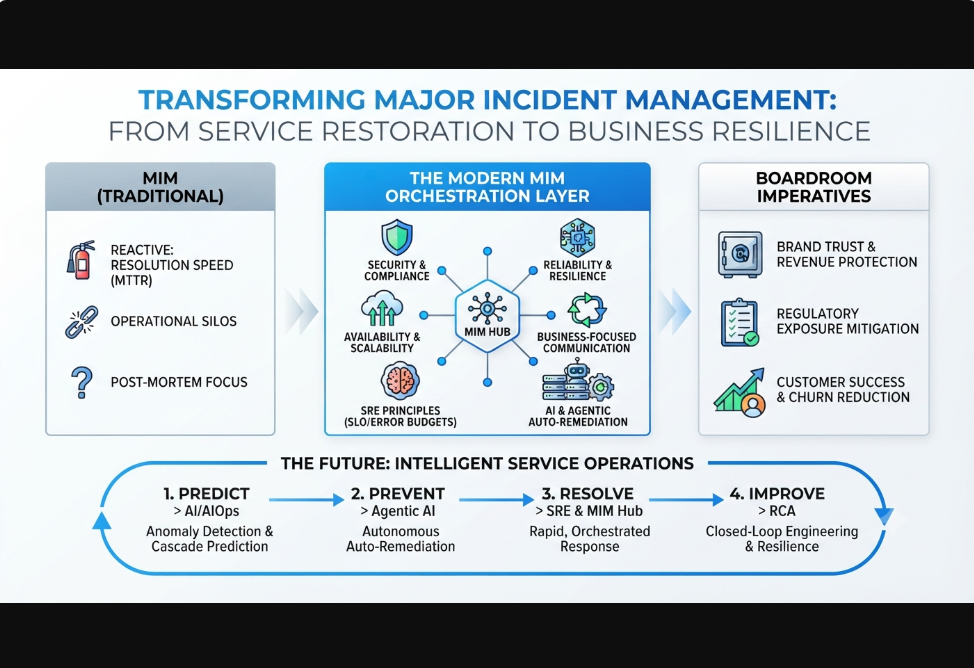 TRANSFORMING MAJOR INCIDENT MANAGEMENT:
FROM SERVICE RESTORATION TO BUSINESS RESILIENCE
MIM
(TRADITIONAL)
REACTIVE:
RESOLUTION SPEED
(MTTR)
OPERATIONAL SILOS
POST-MORTEM FOCUS
THE MODERN MIM
ORCHESTRATION LAYER
SECURITY &
COMPLIANCE
RELIABILITY &
RESILIENCE
MIM HUB
AVAILABILITY &
SCALABILITY
BUSINESS-FOCUSED
COMMUNICATION
SRE PRINCIPLES
(SLO/ERROR BUDGETS)
AI & AGENTIC
AUTO-REMEDIATION
BOARDROOM
IMPERATIVES
BRAND TRUST &
REVENUE PROTECTION
REGULATORY
EXPOSURE MITIGATION
CUSTOMER SUCCESS
& CHURN REDUCTION
THE FUTURE: INTELLIGENT SERVICE OPERATIONS
1. PREDICT
> AI/AIOps
Anomaly Detection &
Cascade Prediction
2. PREVENT
> Agentic AI
Autonomous
Auto-Remediation
3. RESOLVE
> SRE & MIM Hub
Rapid, Orchestrated
Response
4. IMPROVE
> RCA
Closed-Loop Engineering
& Resilience